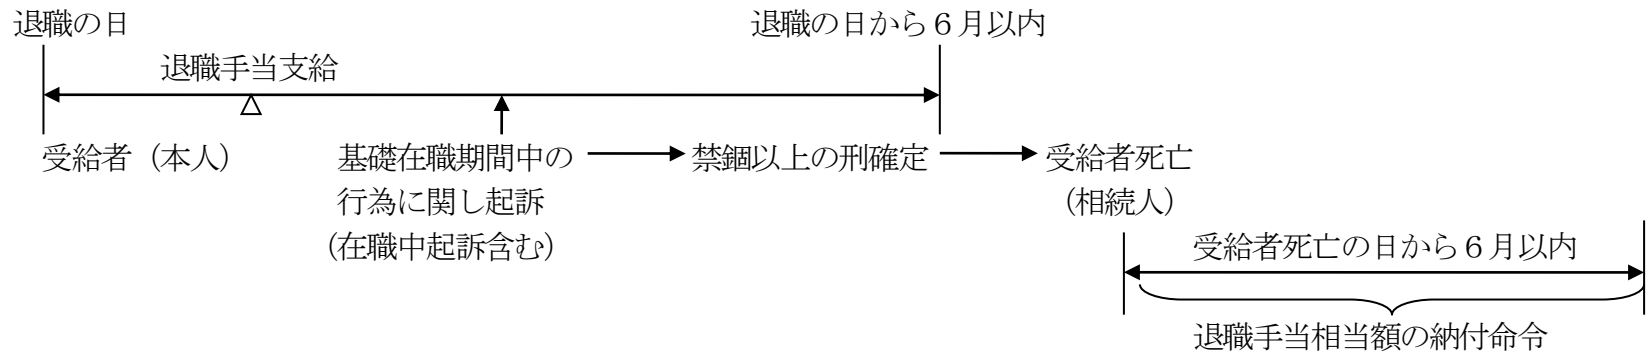 退職の日
退職の日から６月以内
退職手当支給
受給者（本人）
基礎在職期間中の
行為に関し起訴
（在職中起訴含む）
禁錮以上の刑確定
受給者死亡
（相続人）
受給者死亡の日から６月以内
退職手当相当額の納付命令